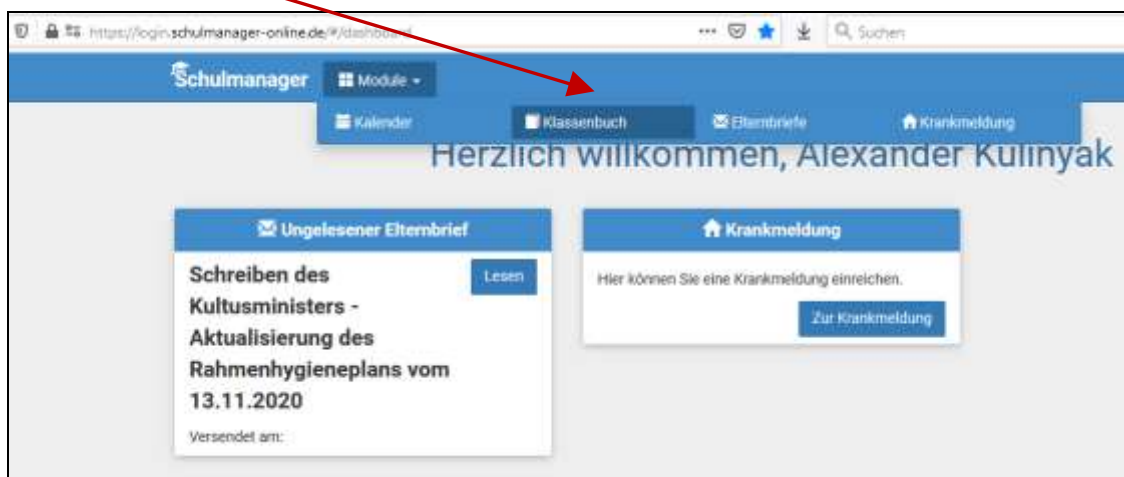 https://login.schulmanager-online.de/#/dashboard
Suchen
Schulmanager
Module
Kalender
Klassenbuch
Elternbriefe
Krankmeldung
Herzlich willkommen, Alexander Kulinyak
Ungelesener Elternbrief
Schreiben des
Kultusministers -
Aktualisierung des
Rahmenhygieneplans vom
13.11.2020
Lesen
Versendet am:
Krankmeldung
Hier können Sie eine Krankmeldung einreichen.
Zur Krankmeldung